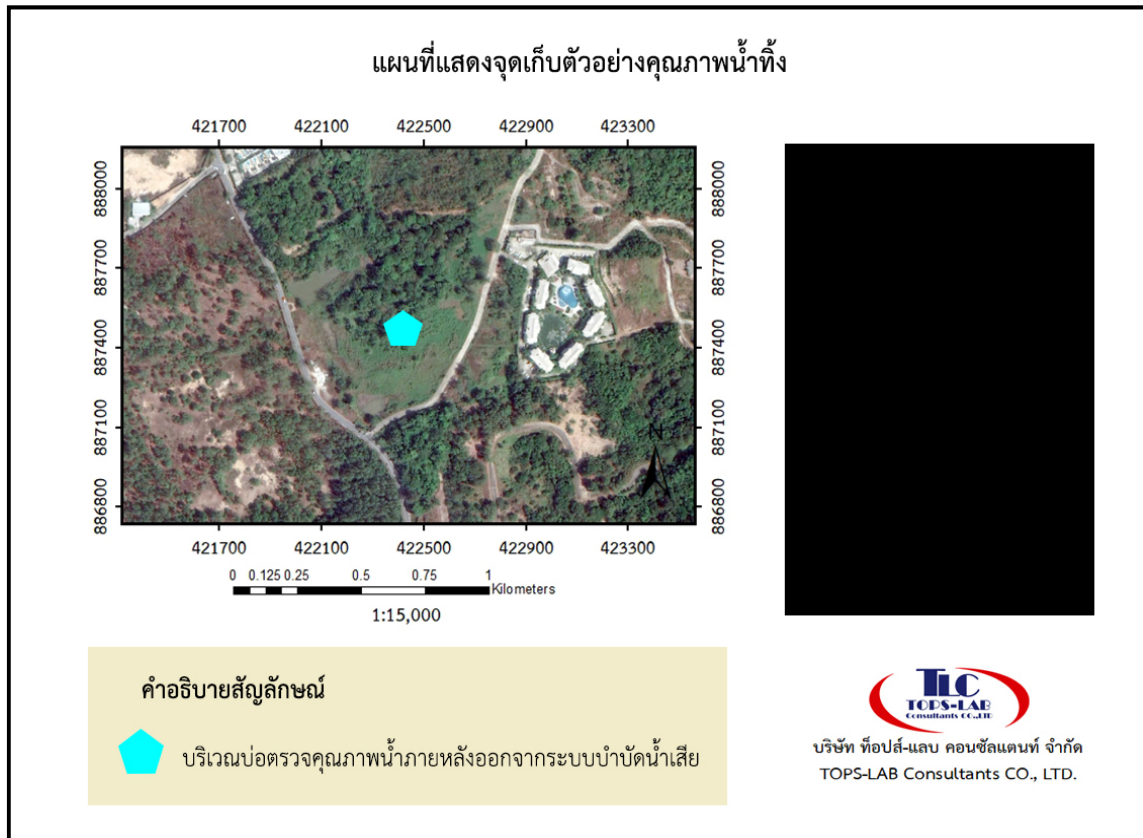 แผนที่แสดงจุดเก็บตัวอย่างคุณภาพน้ำทิ้ง
421700 422100 422500 422900 423300
888000 888000
887700 887700
887400 887400
887100 887100
886800 886800
N
421700 422100 422500 422900 423300
0 0.125 0.25 0.5 0.75 1
Kilometers
1:15,000
คำอธิบายสัญลักษณ์
บริเวณบ่อตรวจคุณภาพน้ำภายหลังออกจากระบบบำบัดน้ำเสีย
TLC
TOPS-LAB
Consultants CO.,LTD
บริษัท ท็อปส์-แลบ คอนซัลแตนท์ จำกัด
TOPS-LAB Consultants CO., LTD.